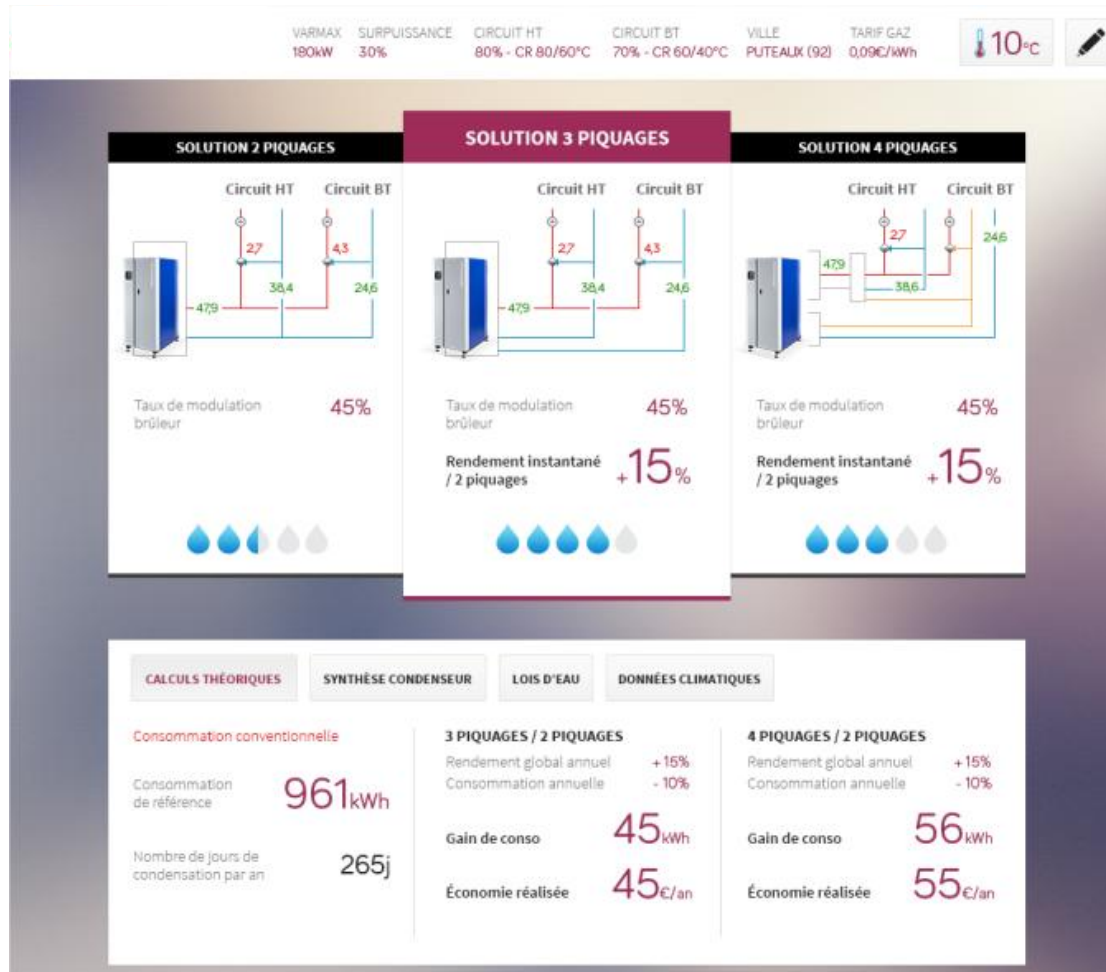 VARMAX
180kW
SURPUISSANCE
30%
CIRCUIT HT
80% - CR 80/60°C
CIRCUIT BT
70% - CR 60/40°C
VILLE
PUTEAUX (92)
TARIF GAZ
0,09€/kWh
10°C
SOLUTION 2 PIQUAGES
Circuit HT Circuit BT
2,7 4,3
38,4 24,6
47,9
Taux de modulation
brûleur
45%
SOLUTION 3 PIQUAGES
Circuit HT Circuit BT
2,7 4,3
38,4 24,6
47,9
Taux de modulation
brûleur
45%
Rendement instantané
/ 2 piquages
+15%
SOLUTION 4 PIQUAGES
Circuit HT Circuit BT
2,7 24,6
47,9
38,6
Taux de modulation
brûleur
45%
Rendement instantané
/ 2 piquages
+15%
CALCULS THÉORIQUES
SYNTHÈSE CONDENSEUR
LOIS D'EAU
DONNÉES CLIMATIQUES
Consommation conventionnelle
Consommation
de référence
961kWh
Nombre de jours de
condensation par an
265j
3 PIQUAGES / 2 PIQUAGES
Rendement global annuel +15%
Consommation annuelle - 10%
Gain de conso 45kWh
Économie réalisée 45€/an
4 PIQUAGES / 2 PIQUAGES
Rendement global annuel +15%
Consommation annuelle - 10%
Gain de conso 56kWh
Économie réalisée 55€/an